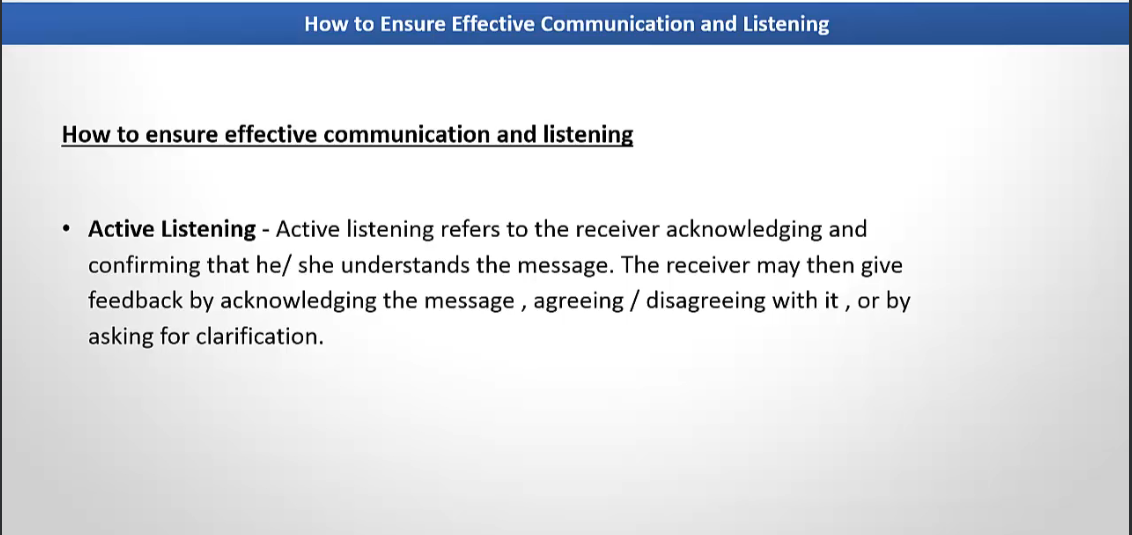 How to Ensure Effective Communication and Listening
How to ensure effective communication and listening
• Active Listening - Active listening refers to the receiver acknowledging and
confirming that he/ she understands the message. The receiver may then give
feedback by acknowledging the message , agreeing / disagreeing with it , or by
asking for clarification.